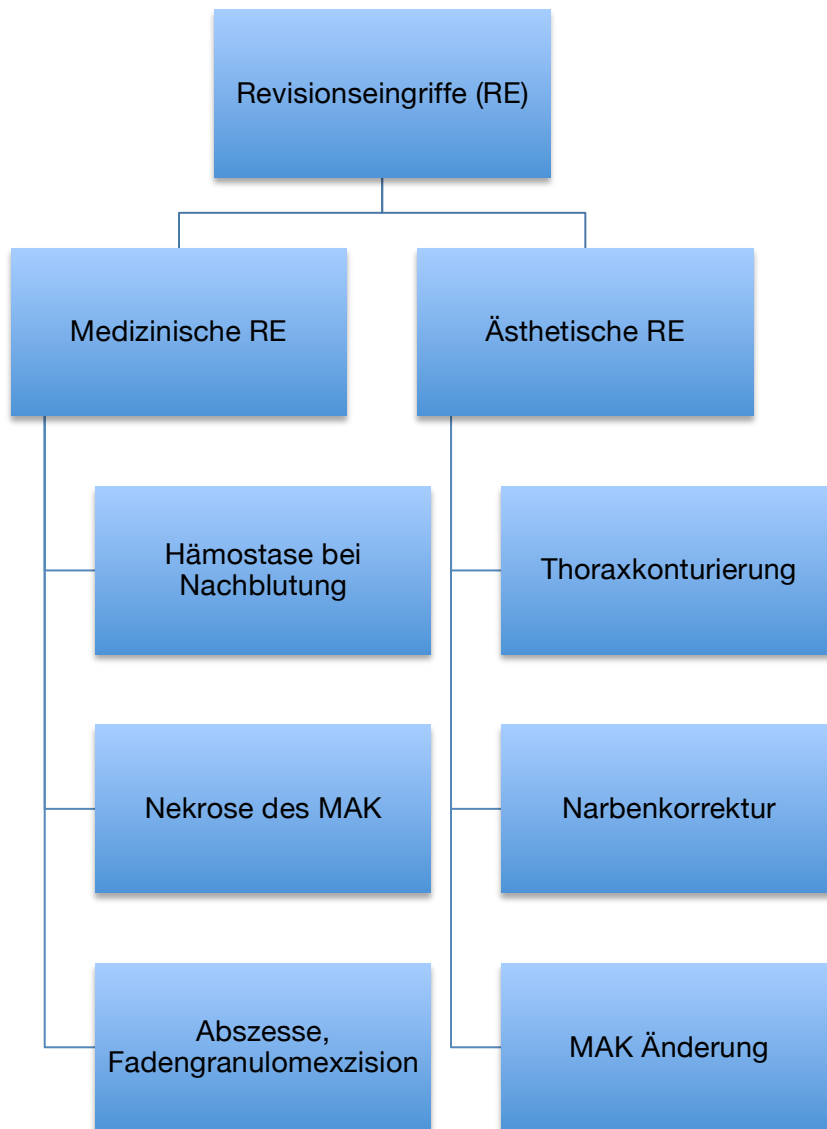 Revisionseingriffe (RE)
Medizinische RE
Ästhetische RE
Hämostase bei
Nachblutung
Thoraxkonturierung
Nekrose des MAK
Narbenkorrektur
Abszesse,
Fadengranulomexzision
MAK Änderung